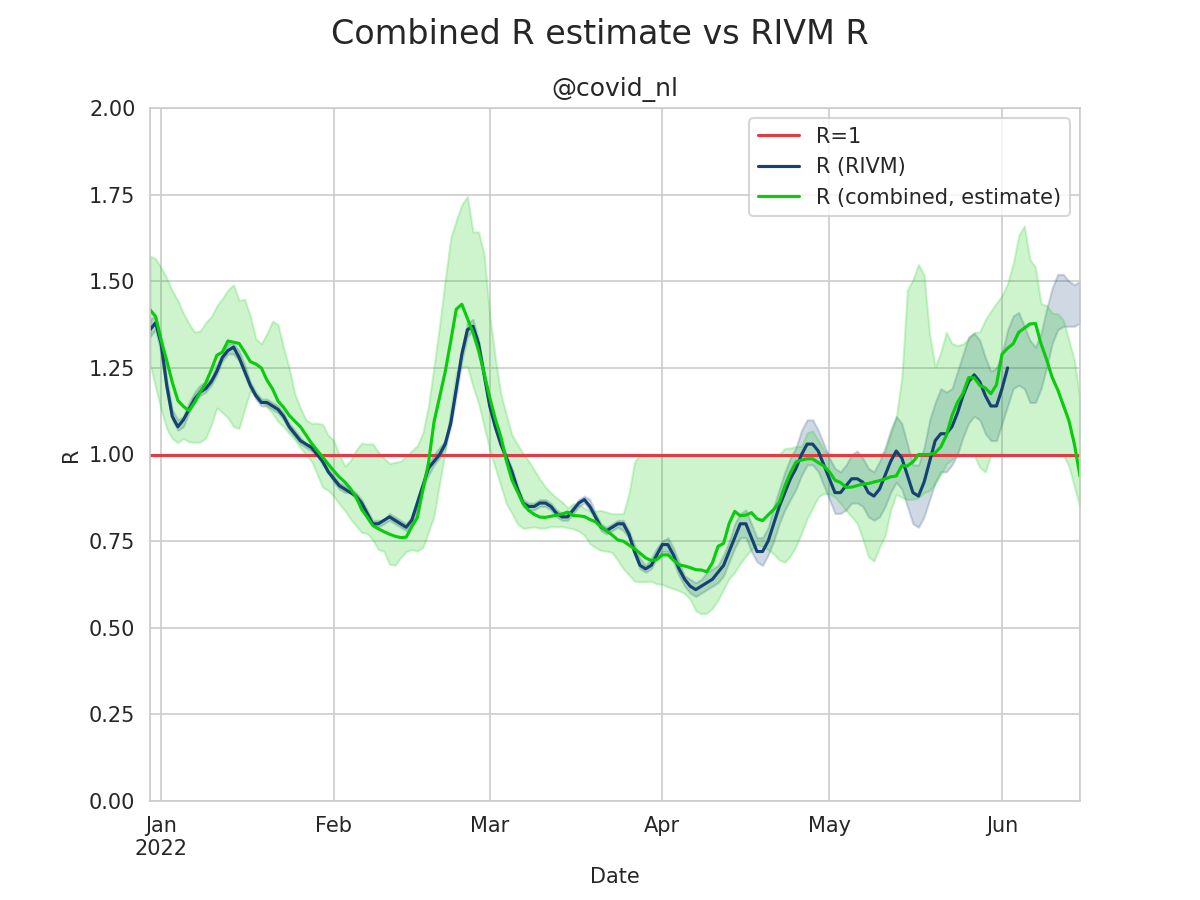 Combined R estimate vs RIVM R
@covid_nl
2.00
1.75
1.50
1.25
1.00
0.75
0.50
0.25
0.00
R
R=1
R (RIVM)
R (combined, estimate)
Jan Feb Mar Apr May Jun
2022
Date